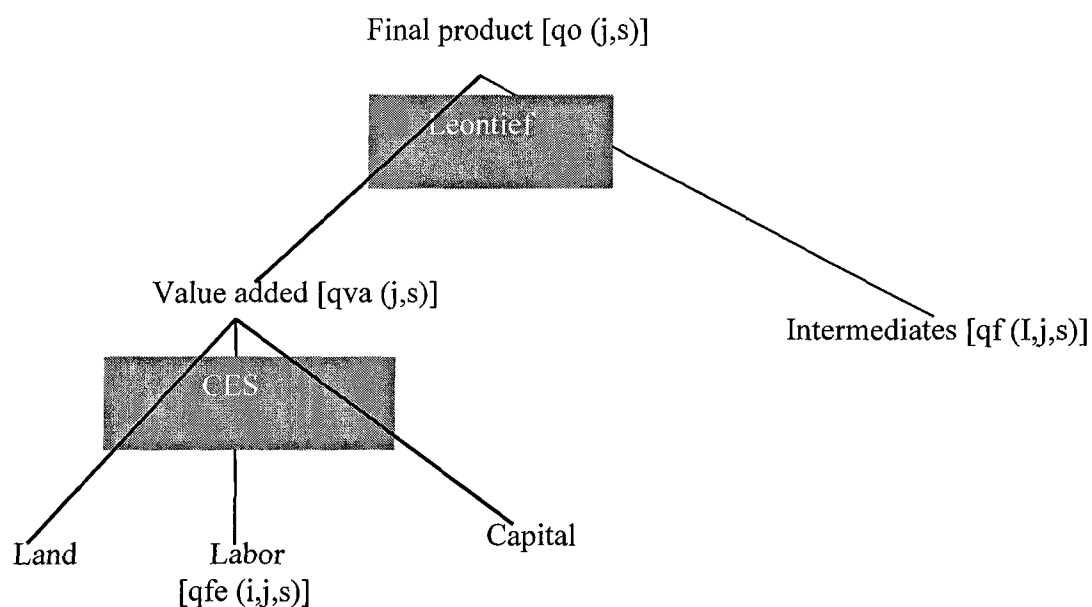 Final product [qo (j,s)]
Leontief
Value added [qva (j,s)]
Intermediates [qf (I,j,s)]
CES
Land
Labor
Capital
[qfe (i,j,s)]